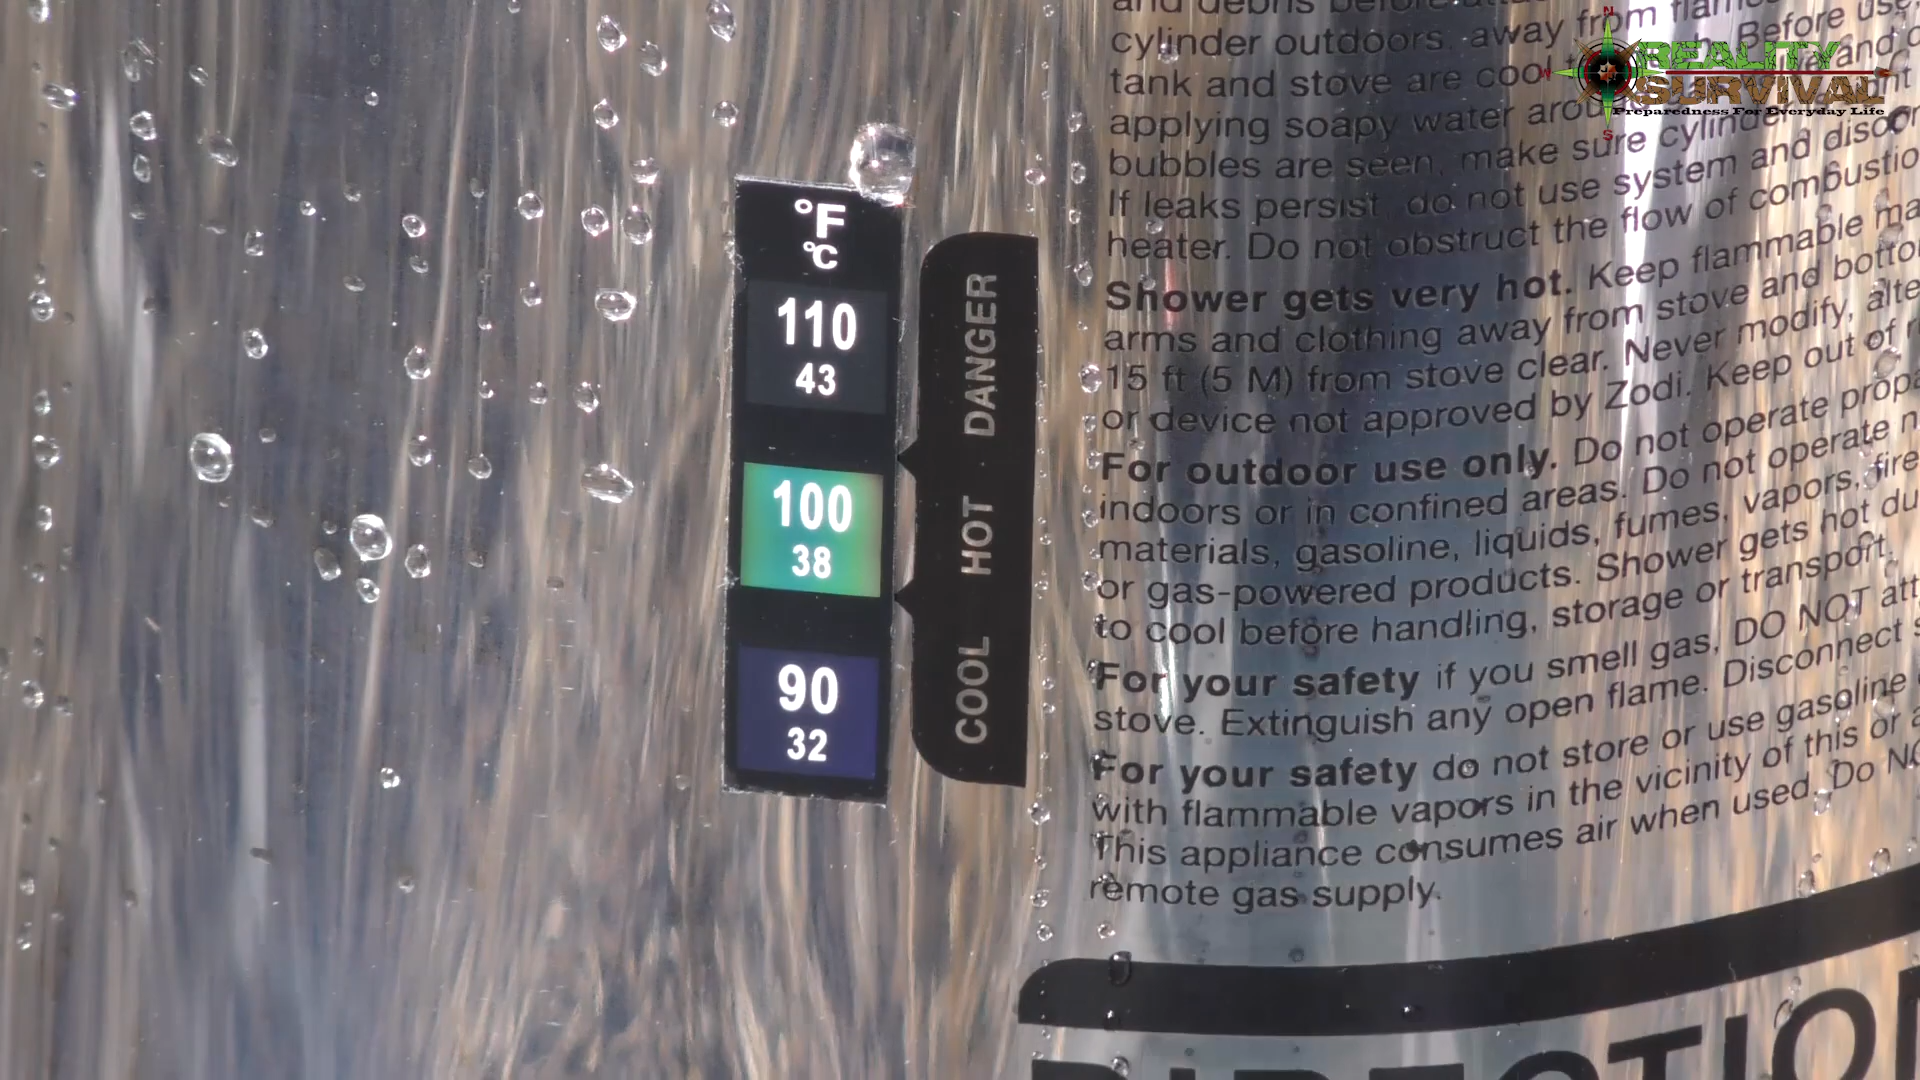 °F
°C
110
43
100
38
90
32
COOL HOT DANGER
and debris before
cylinder outdoors, away from
tank and stove are cool Before use
applying soapy water and
bubbles are seen, make sure
If leaks persist, do not use system and
heater. Do not obstruct the flow of
Shower gets very hot. Keep flammable
arms and clothing away from stove and
15 ft (5 M) from stove clear. Never modify,
or device not approved by Zodi. Keep out of
For outdoor use only. Do not operate
indoors or in confined areas. Do not operate
materials, gasoline, liquids, fumes, vapors,
or gas-powered products. Shower gets hot
to cool before handling, storage or transport.
For your safety if you smell gas, DO NOT
stove. Extinguish any open flame. Disconnect
For your safety do not store or use gasoline
with flammable vapors in the vicinity of this or
This appliance consumes air when used. Do
remote gas supply.
REALITY
SURVIVAL
Preparedness For Everyday Life
N
S